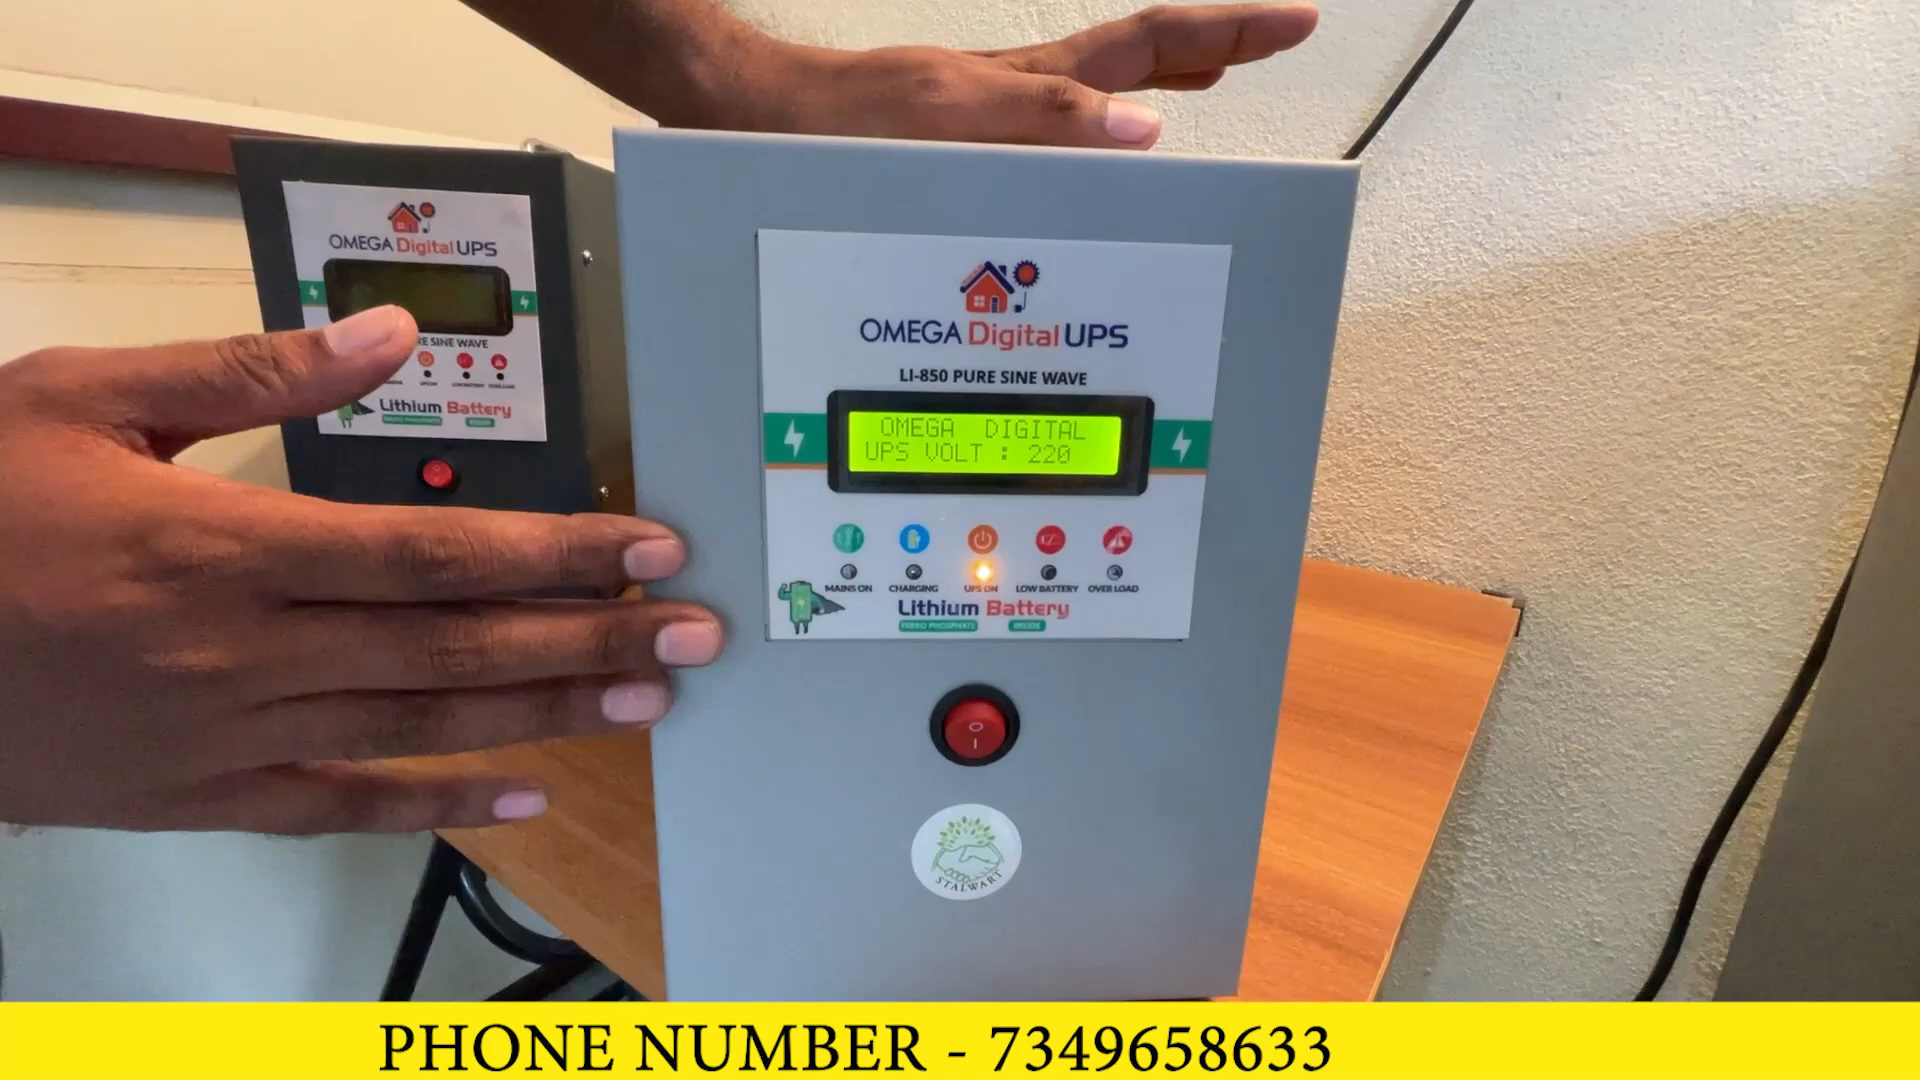 OMEGA Digital UPS
RE SINE WAVE
Lithium Battery
OMEGA Digital UPS
LI-850 PURE SINE WAVE
OMEGA DIGITAL
UPS VOLT : 220
MAINS ON CHARGING UPS ON LOW BATTERY OVER LOAD
Lithium Battery
FERRO PHOSPHATE INSIDE
STALWART
PHONE NUMBER - 7349658633